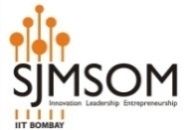 SJMSOM
Innovation Leadership Entrepreneurship
IIT BOMBAY